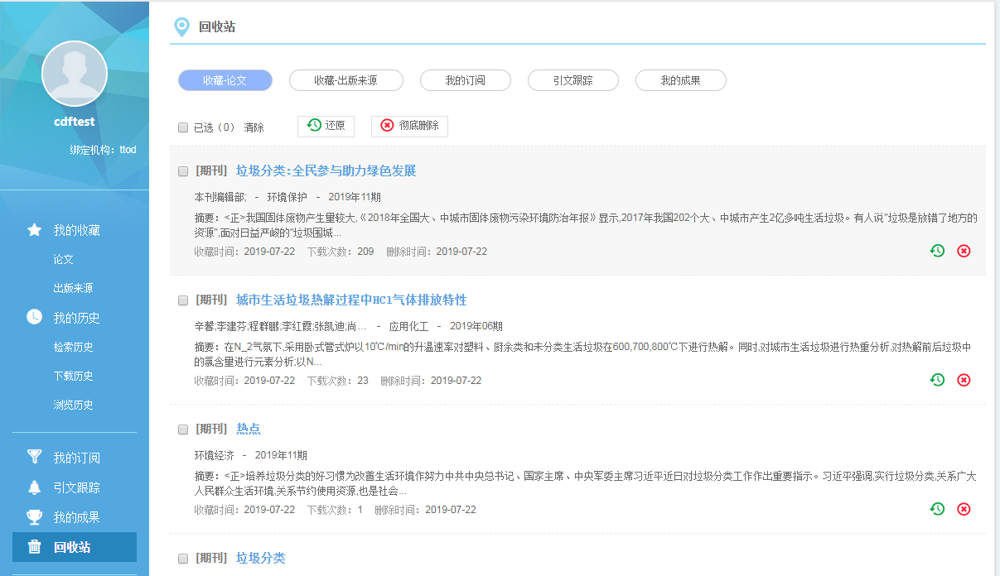 cdftest
绑定机构：ttod
我的收藏
论文
出版来源
我的历史
检索历史
下载历史
浏览历史
我的订阅
引文跟踪
我的成果
回收站
回收站
收藏-论文 收藏-出版来源 我的订阅 引文跟踪 我的成果
已选（0） 清除 还原 彻底删除
[期刊] 垃圾分类:全民参与助力绿色发展
本刊编辑部; - 环境保护 - 2019年11期
摘要：<正>我国固体废物产生量较大,《2018年全国大、中城市固体废物污染环境防治年报》显示,2017年我国202个大、中城市产生2亿多吨生活垃圾。有人说"垃圾是放错了地方的
资源",面对日益严峻的"垃圾围城...
收藏时间：2019-07-22 下载次数：209 删除时间：2019-07-22
[期刊] 城市生活垃圾热解过程中HCl气体排放特性
辛馨;李建芬;程群鹏;李红霞;张凯迪;尚... - 应用化工 - 2019年06期
摘要：在N_2气氛下,采用卧式管式炉以10℃/min的升温速率对塑料、厨余类和未分类生活垃圾在600,700,800℃下进行热解。同时,对城市生活垃圾进行热重分析,对热解前后垃圾中
的氯含量进行元素分析;以N...
收藏时间：2019-07-22 下载次数：23 删除时间：2019-07-22
[期刊] 热点
环境经济 - 2019年11期
摘要：<正>培养垃圾分类的好习惯为改善生活环境作努力中共中央总书记、国家主席、中央军委主席习近平近日对垃圾分类工作作出重要指示。习近平强调,实行垃圾分类,关系广大
人民群众生活环境,关系节约使用资源,也是社会...
收藏时间：2019-07-22 下载次数：1 删除时间：2019-07-22
[期刊] 垃圾分类